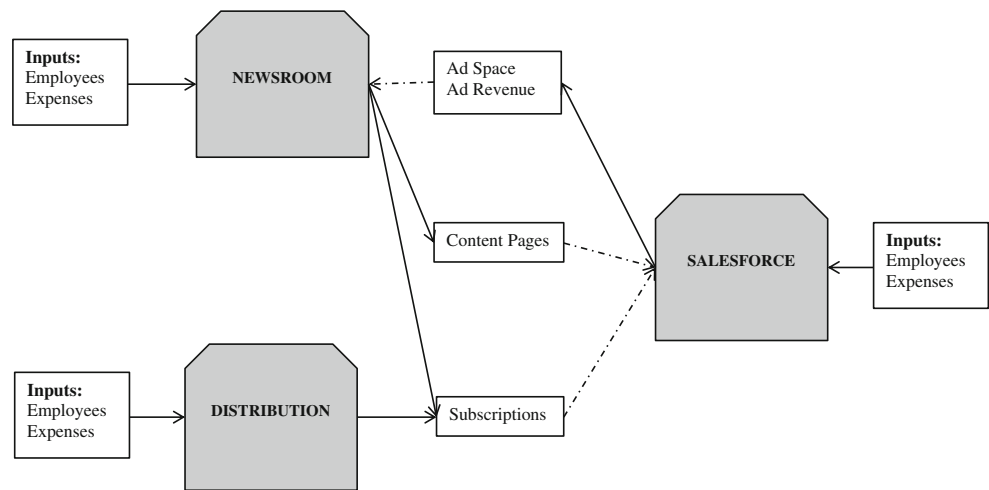 Inputs:
Employees
Expenses
NEWSROOM
Ad Space
Ad Revenue
Content Pages
SALESFORCE
Inputs:
Employees
Expenses
Inputs:
Employees
Expenses
DISTRIBUTION
Subscriptions